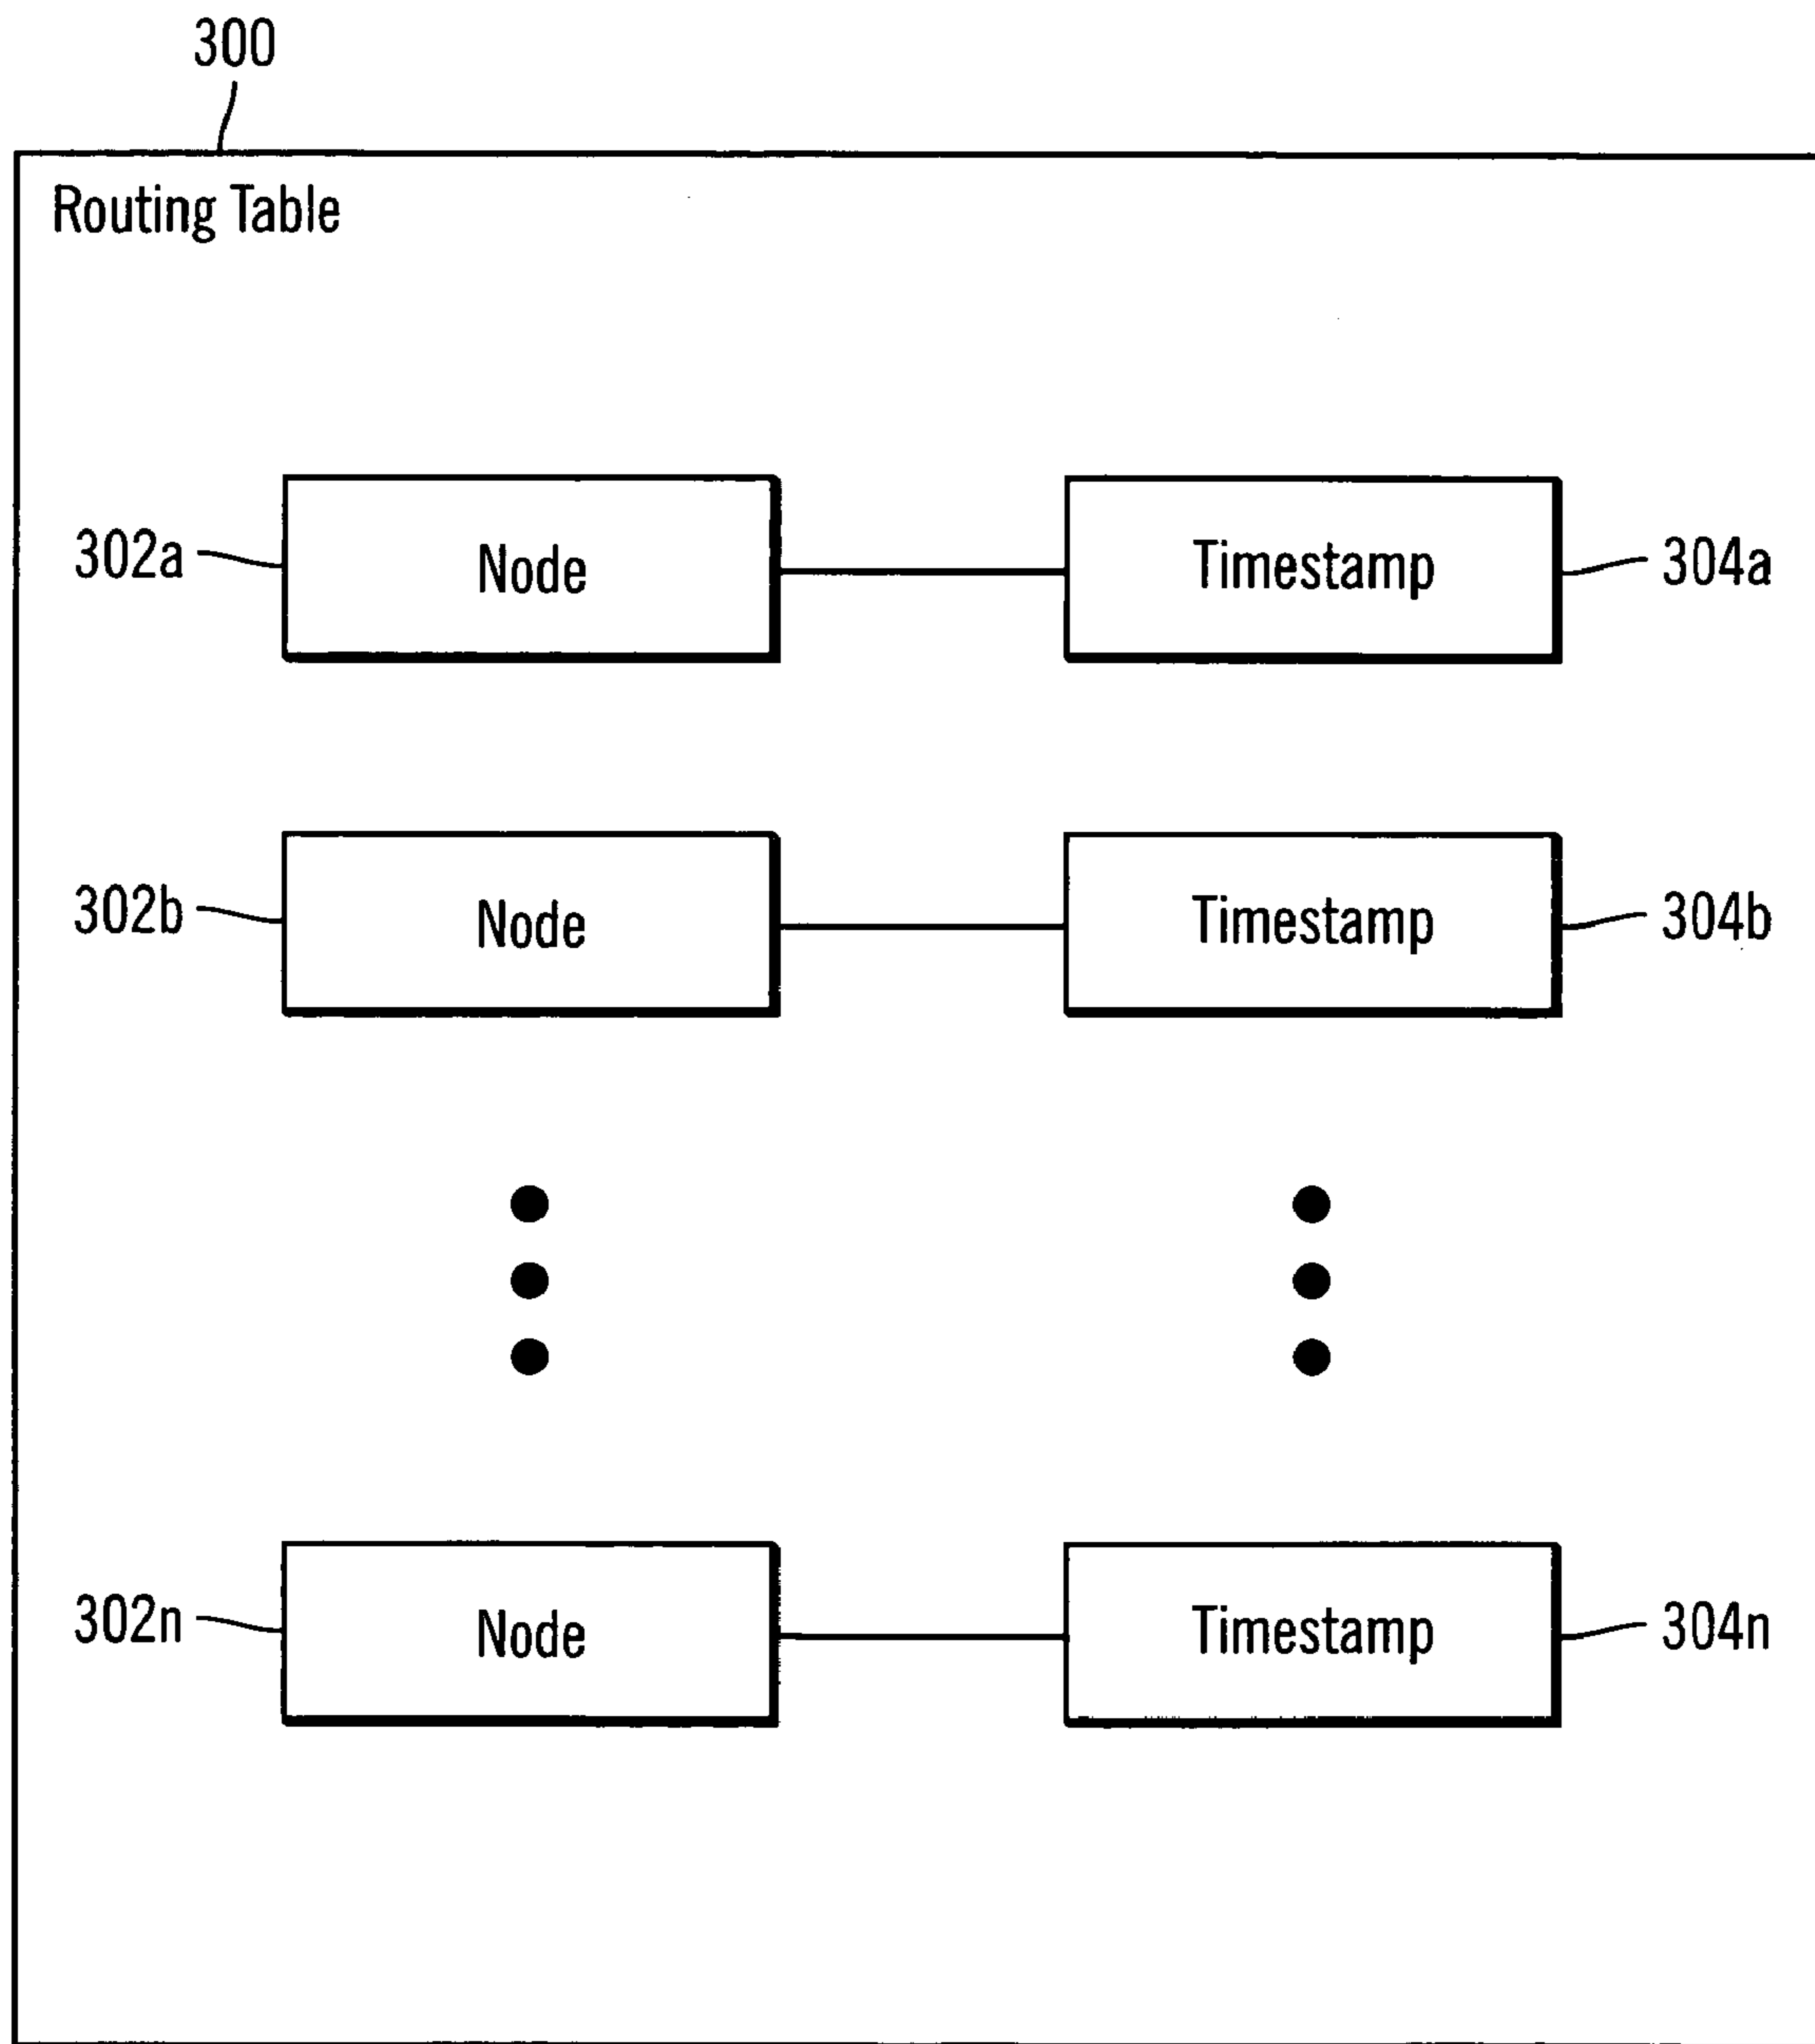 300
Routing Table
302a Node Timestamp 304a
302b Node Timestamp 304b
302n Node Timestamp 304n